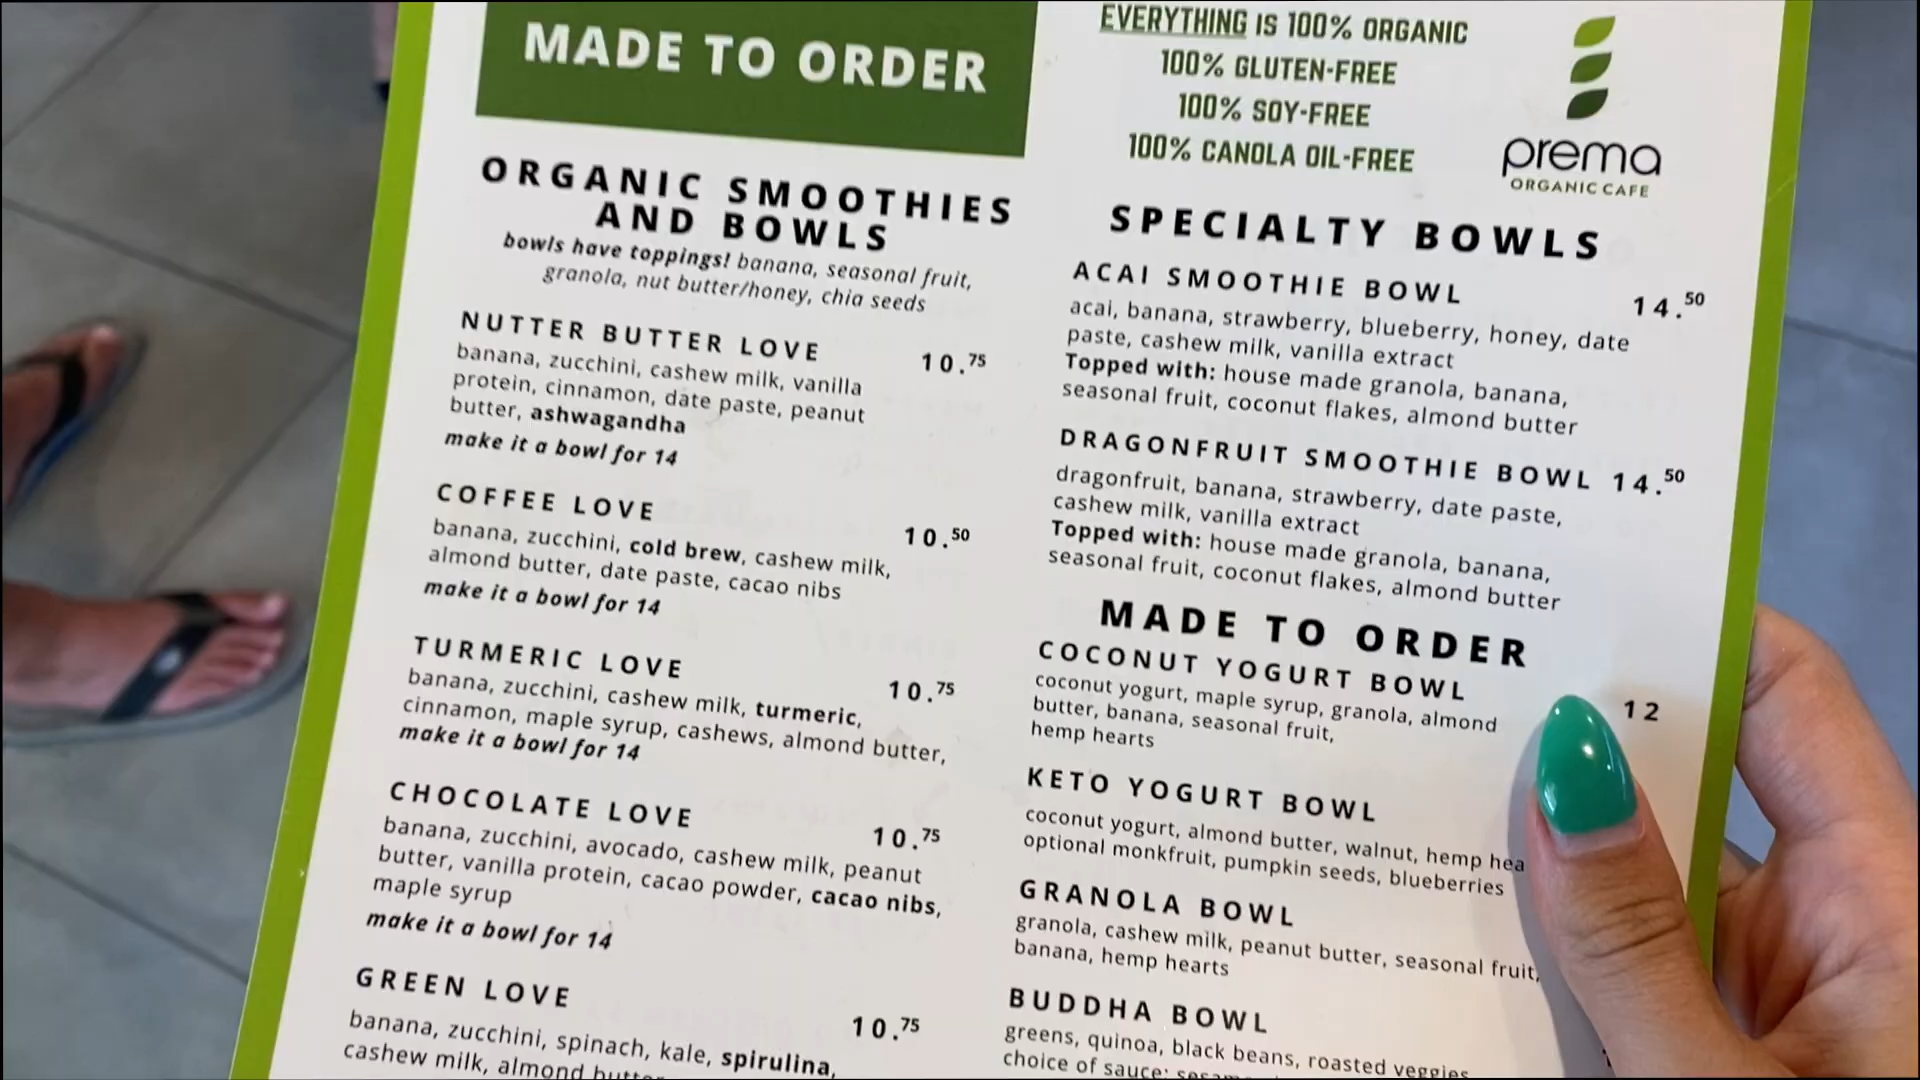 MADE TO ORDER
ORGANIC SMOOTHIES
AND BOWLS
bowls have toppings! banana, seasonal fruit,
granola, nut butter/honey, chia seeds
NUTTER BUTTER LOVE 10.75
banana, zucchini, cashew milk, vanilla
protein, cinnamon, date paste, peanut
butter, ashwagandha
make it a bowl for 14
COFFEE LOVE 10.50
banana, zucchini, cold brew, cashew milk,
almond butter, date paste, cacao nibs
make it a bowl for 14
TURMERIC LOVE 10.75
banana, zucchini, cashew milk, turmeric,
cinnamon, maple syrup, cashews, almond butter,
make it a bowl for 14
CHOCOLATE LOVE 10.75
banana, zucchini, avocado, cashew milk, peanut
butter, vanilla protein, cacao powder, cacao nibs,
maple syrup
make it a bowl for 14
GREEN LOVE 10.75
banana, zucchini, spinach, kale, spirulina,
cashew milk, almond
EVERYTHING IS 100% ORGANIC
100% GLUTEN-FREE
100% SOY-FREE
100% CANOLA OIL-FREE
prema
ORGANIC CAFE
SPECIALTY BOWLS
ACAI SMOOTHIE BOWL 14.50
acai, banana, strawberry, blueberry, honey, date
paste, cashew milk, vanilla extract
Topped with: house made granola, banana,
seasonal fruit, coconut flakes, almond butter
DRAGONFRUIT SMOOTHIE BOWL 14.50
dragonfruit, banana, strawberry, date paste,
cashew milk, vanilla extract
Topped with: house made granola, banana,
seasonal fruit, coconut flakes, almond butter
MADE TO ORDER
COCONUT YOGURT BOWL 12
coconut yogurt, maple syrup, granola, almond
butter, banana, seasonal fruit,
hemp hearts
KETO YOGURT BOWL
coconut yogurt, almond butter, walnut, hemp hea
optional monkfruit, pumpkin seeds, blueberries
GRANOLA BOWL
granola, cashew milk, peanut butter, seasonal fruit,
banana, hemp hearts
BUDDHA BOWL
greens, quinoa, black beans, roasted veggies
choice of sauce: